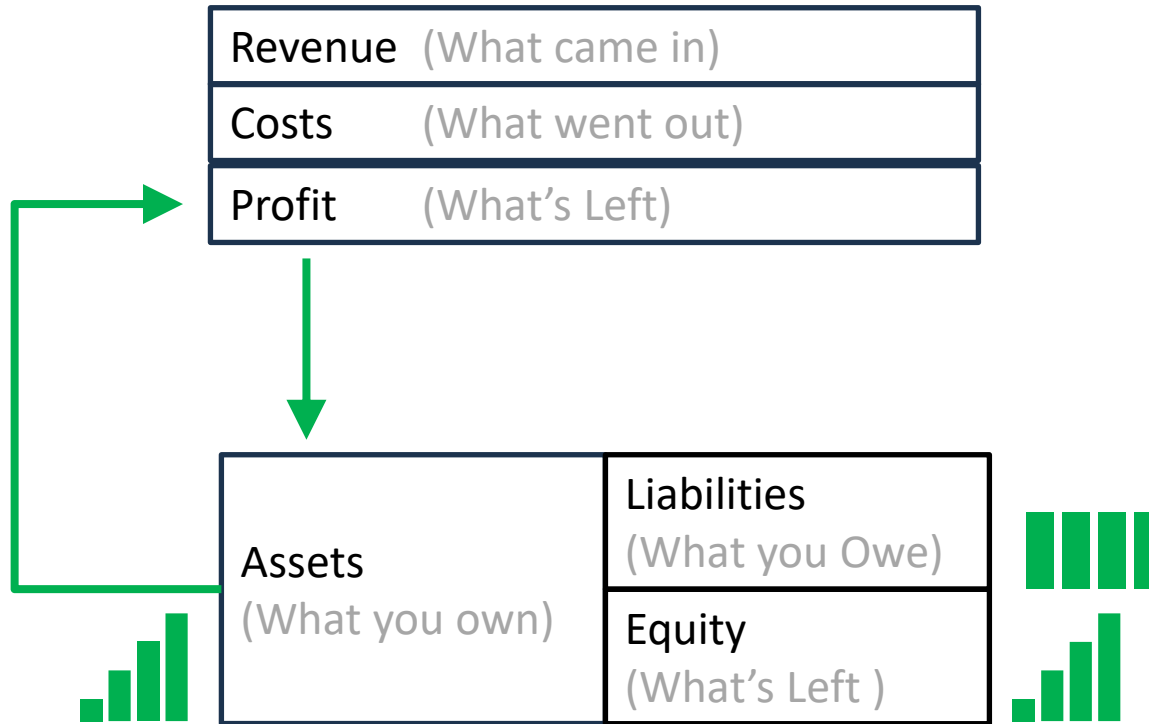 Revenue (What came in)
Costs (What went out)
Profit (What’s Left)
Assets
(What you own)
Liabilities
(What you Owe)
Equity
(What’s Left )